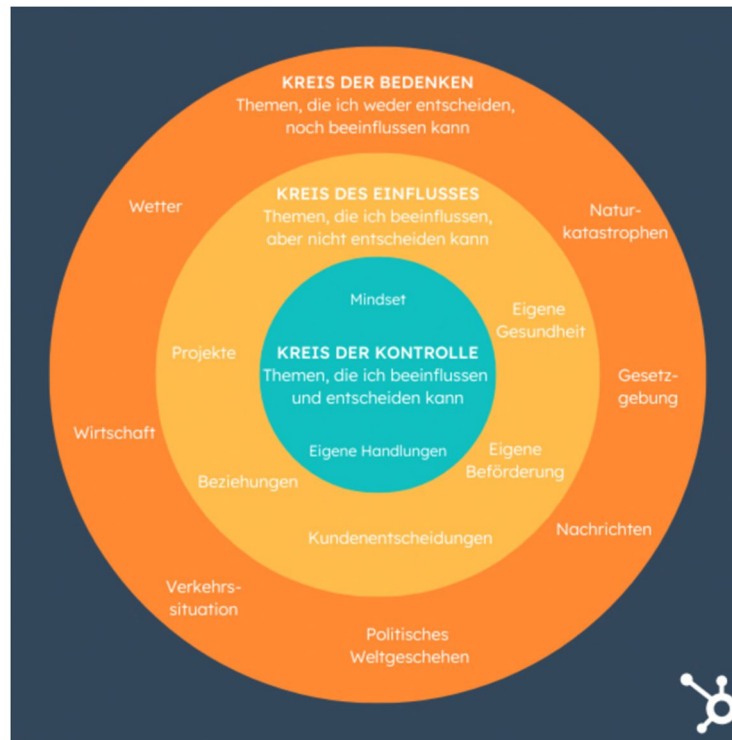 KREIS DER BEDENKEN
Themen, die ich weder entscheiden,
noch beeinflussen kann
Wetter
Natur-
katastrophen
KREIS DES EINFLUSSES
Themen, die ich beeinflussen,
aber nicht entscheiden kann
Mindset
Eigene
Gesundheit
Projekte
KREIS DER KONTROLLE
Themen, die ich beeinflussen
und entscheiden kann
Gesetz-
gebung
Wirtschaft
Eigene Handlungen
Eigene
Beförderung
Beziehungen
Kundenentscheidungen
Nachrichten
Verkehrs-
situation
Politisches
Weltgeschehen